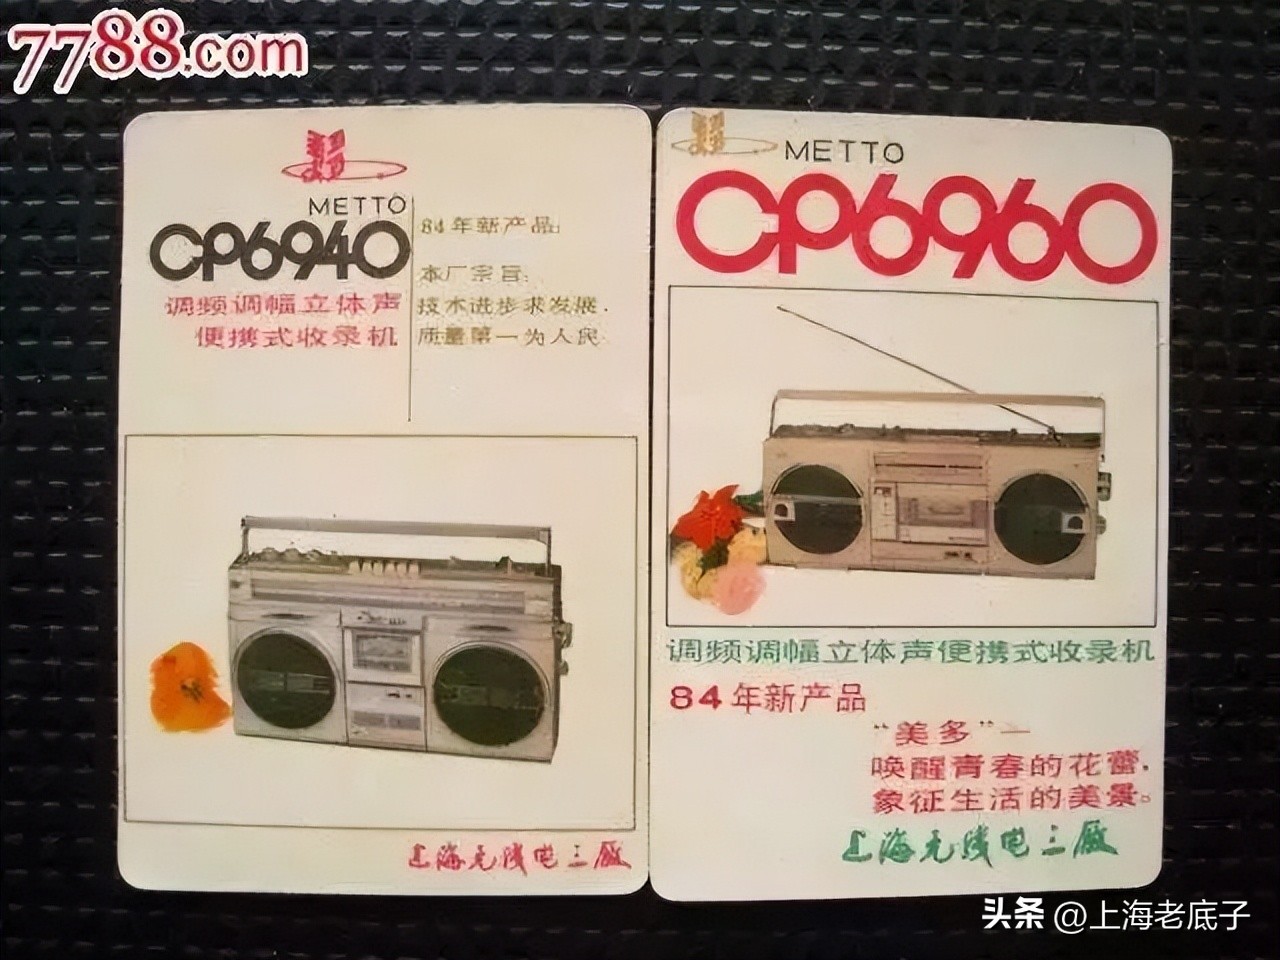 7788.com
METTO
CP6940
调频调幅立体声
便携式收录机
84年新产品
本厂宗旨:
技术进步求发展.
质量第一为人民
METTO
CP6960
调频调幅立体声便携式收录机
84年新产品
“美多”一
唤醒青春的花蕾.
象征生活的美景。
上海无线电三厂
上海无线电三厂
头条 @上海老底子